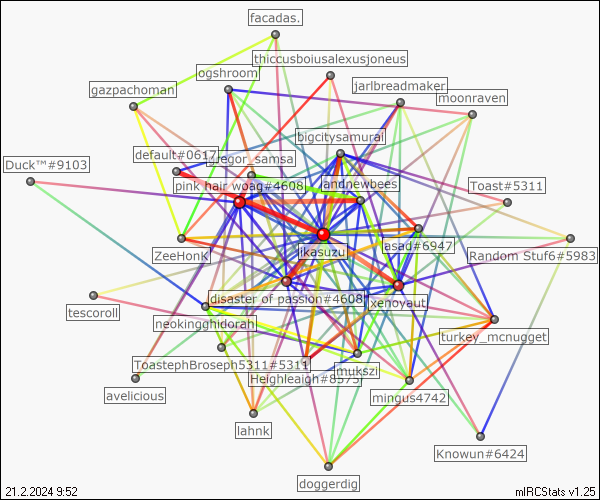 facadas.
thiccusboiusalexusjoneus
ogshroom
jarlbreadmaker
gazpachoman
moonraven
bigcitysamurai
default#0617
gregor_samsa
Duck™#9103
pink hair woag#4608
landnewbees
Toast#5311
likasuzu
asad#6947
ZeeHonK
Random Stuf6#5983
disaster of passion#4608
xenoyaut
tescoroll
neokingghidorah
turkey_mcnugget
ToastephBroseph5311#5311
mukszi
Heighleaigh#8575
avelicious
mingus4742
lahnk
Knowun#6424
doggerdig
21.2.2024 9:52
mIRCStats v1.25